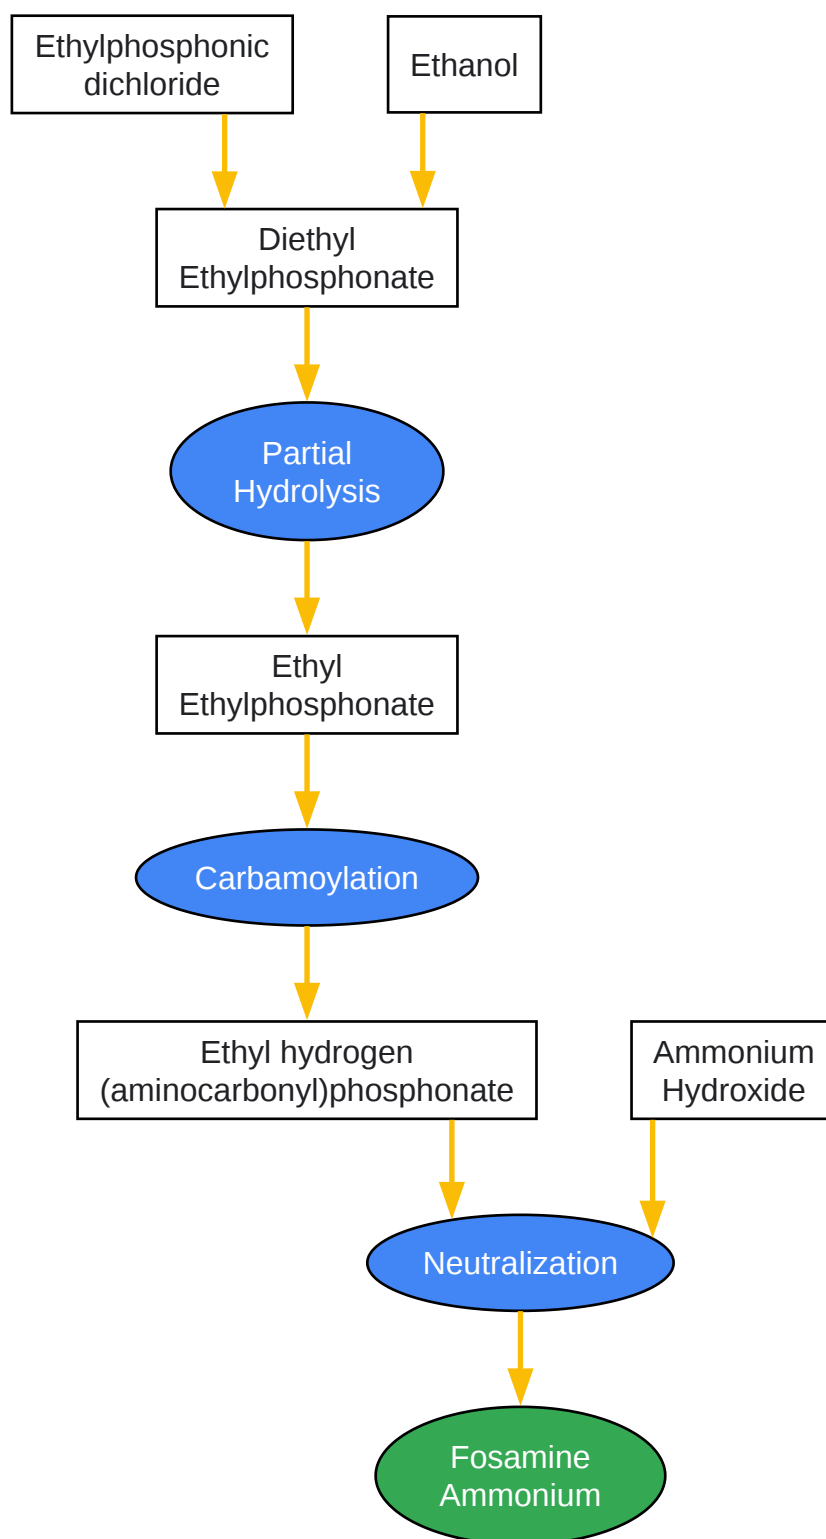 Ethylphosphonic
dichloride
Ethanol
Diethyl
Ethylphosphonate
Partial
Hydrolysis
Ethyl
Ethylphosphonate
Carbamoylation
Ethyl hydrogen
(aminocarbonyl)phosphonate
Ammonium
Hydroxide
Neutralization
Fosamine
Ammonium